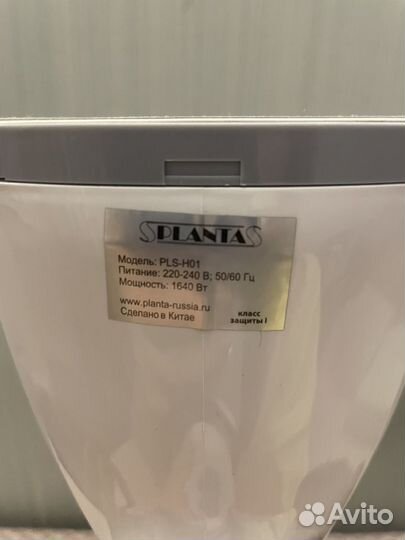 SPLANTAS
Модель: PLS-H01
Питание: 220-240 В; 50/60 Гц
Мощность: 1640 Вт
www.planta-russia.ru
Сделано в Китае
класс
защиты I
Avito